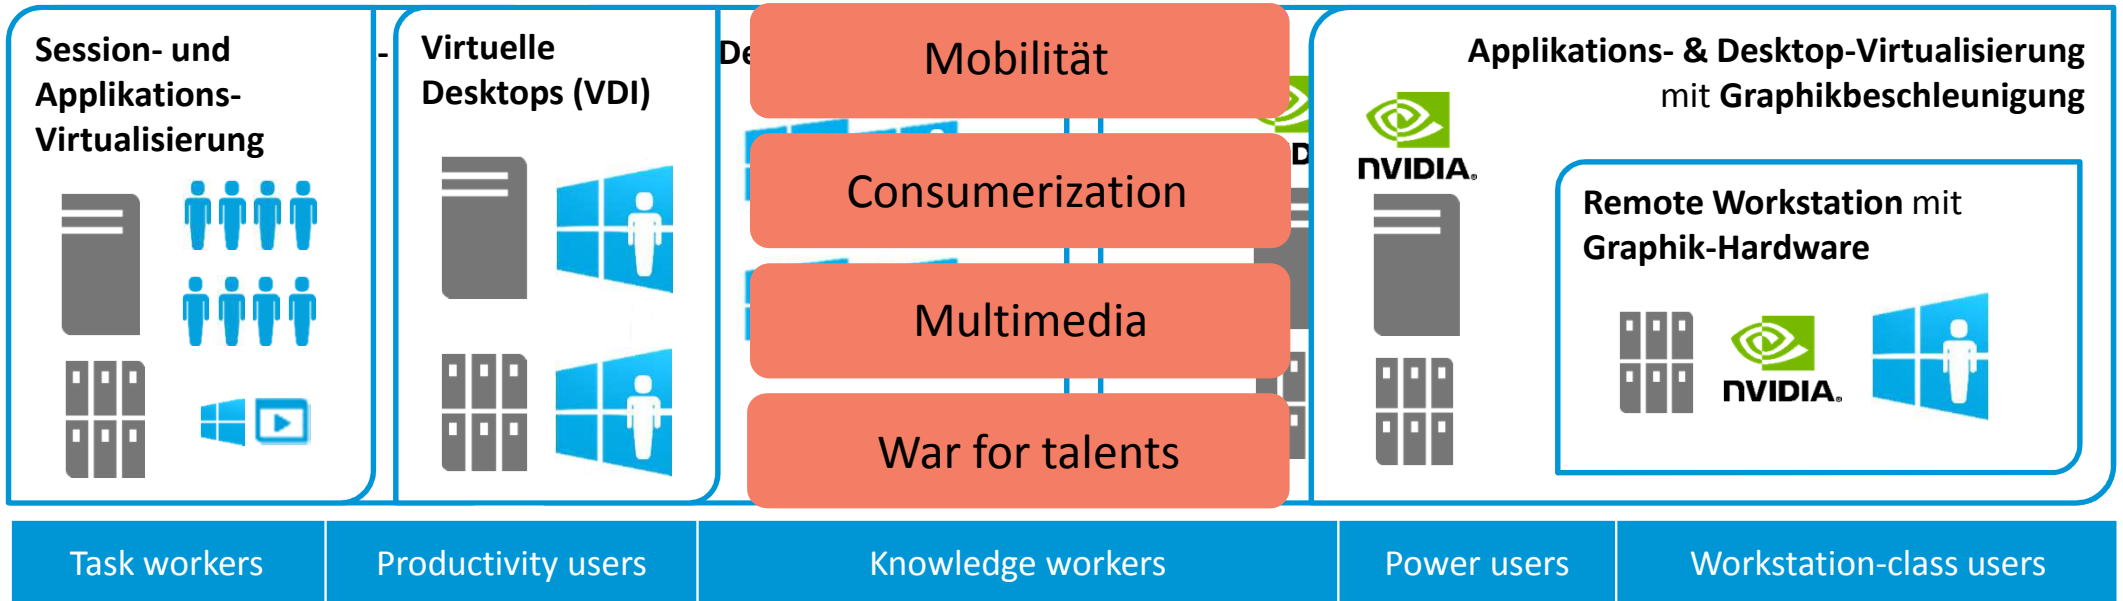 Session- und
Applikations-
Virtualisierung
Virtuelle
Desktops (VDI)
Mobilität
Consumerization
Multimedia
War for talents
Applikations- & Desktop-Virtualisierung
mit Graphikbeschleunigung
NVIDIA.
Remote Workstation mit
Graphik-Hardware
NVIDIA.
Task workers
Productivity users
Knowledge workers
Power users
Workstation-class users